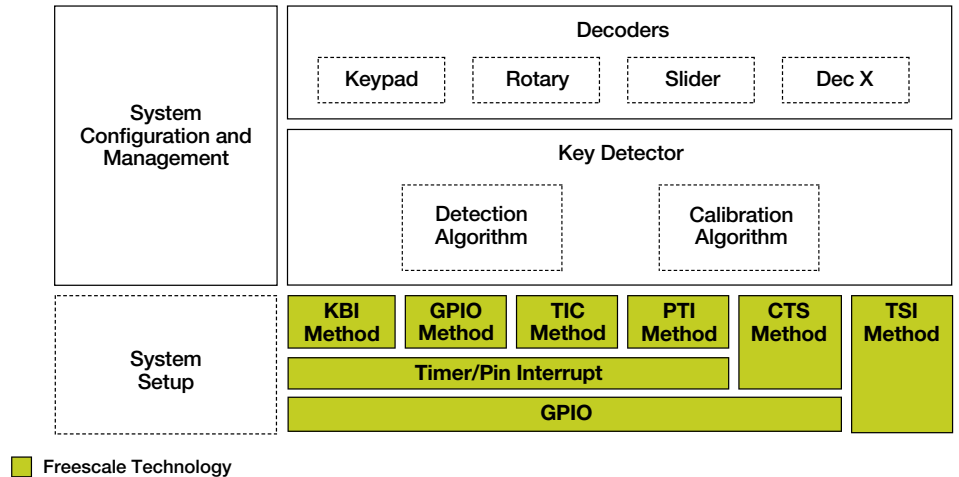 System
Configuration and
Management
Decoders
Keypad
Rotary
Slider
Dec X
Key Detector
Detection
Algorithm
Calibration
Algorithm
System
Setup
KBI
Method
GPIO
Method
TIC
Method
PTI
Method
CTS
Method
TSI
Method
Timer/Pin Interrupt
GPIO
Freescale Technology